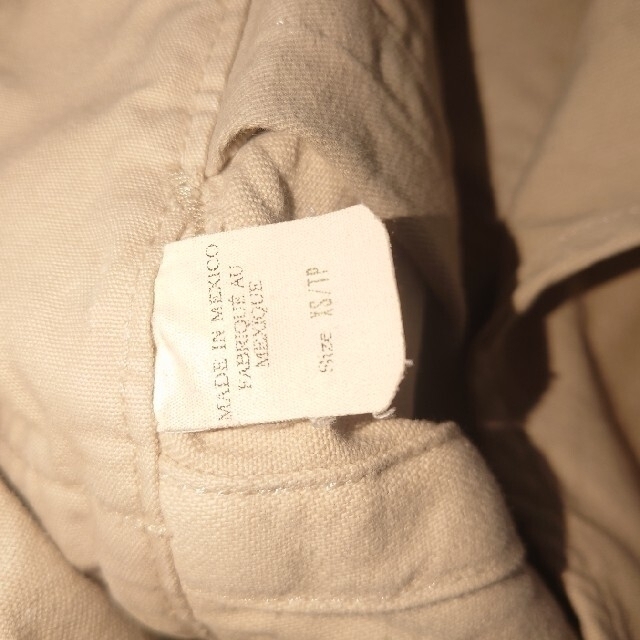 MADE IN MEXICO
FABRIQUÉ AU
MEXIQUE
Size XS/TP